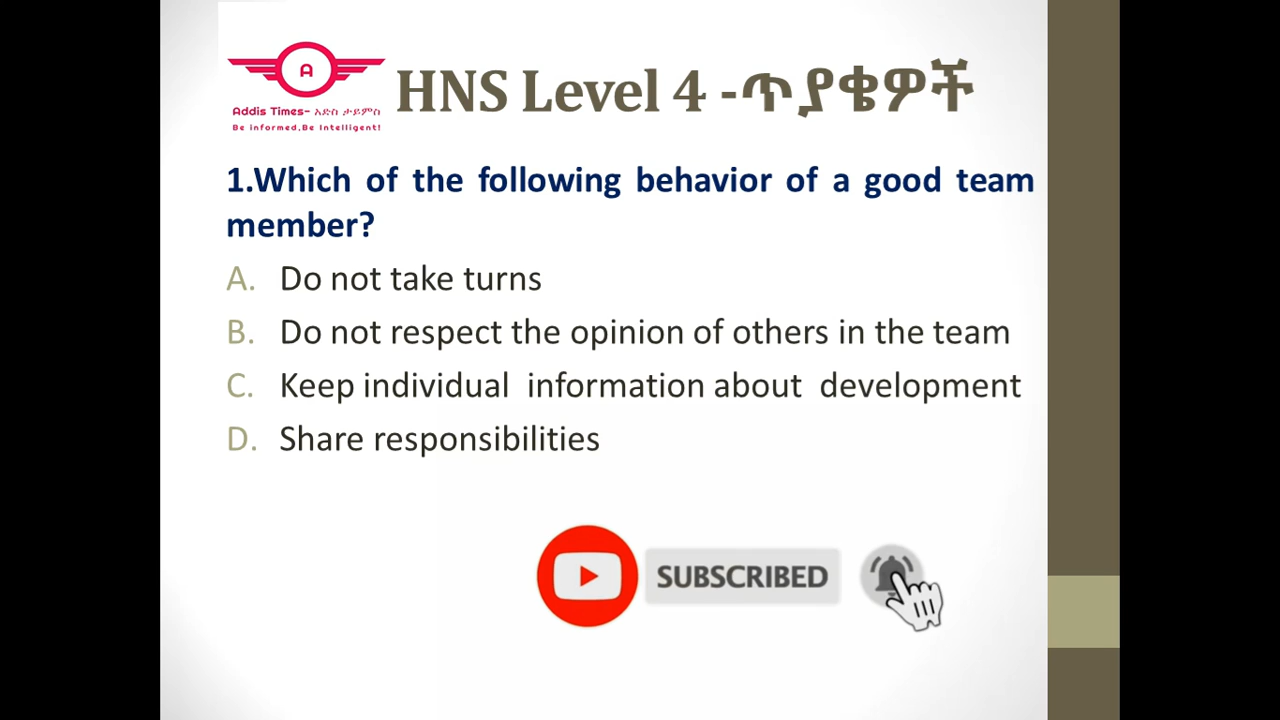 A
Addis Times- አድስ ታይምስ
Be informed,Be Intelligent!
HNS Level 4 -ጥያቄዎች
1.Which of the following behavior of a good team
member?
A. Do not take turns
B. Do not respect the opinion of others in the team
C. Keep individual information about development
D. Share responsibilities
SUBSCRIBED